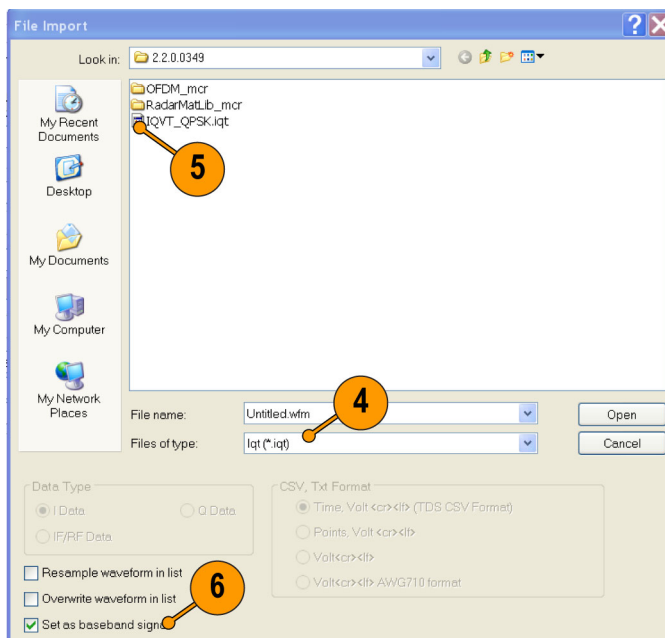 File Import
Look in: 2.2.0.0349
OFDM_mcr
RadarMatLib_mcr
IQVT_QPSK.iqt
5
My Recent
Documents
Desktop
My Documents
My Computer
My Network
Places
4
File name: Untitled.wfm Open
Files of type: Iqt (*.iqt) Cancel
Data Type
I Data Q Data
IF/RF Data
CSV, Txt Format
Time, Volt <cr><lf> (TDS CSV Format)
Points, Volt <cr><lf>
Volt<cr><lf>
Volt<cr><lf> AWG710 format
Resample waveform in list
Overwrite waveform in list
6
Set as baseband signal